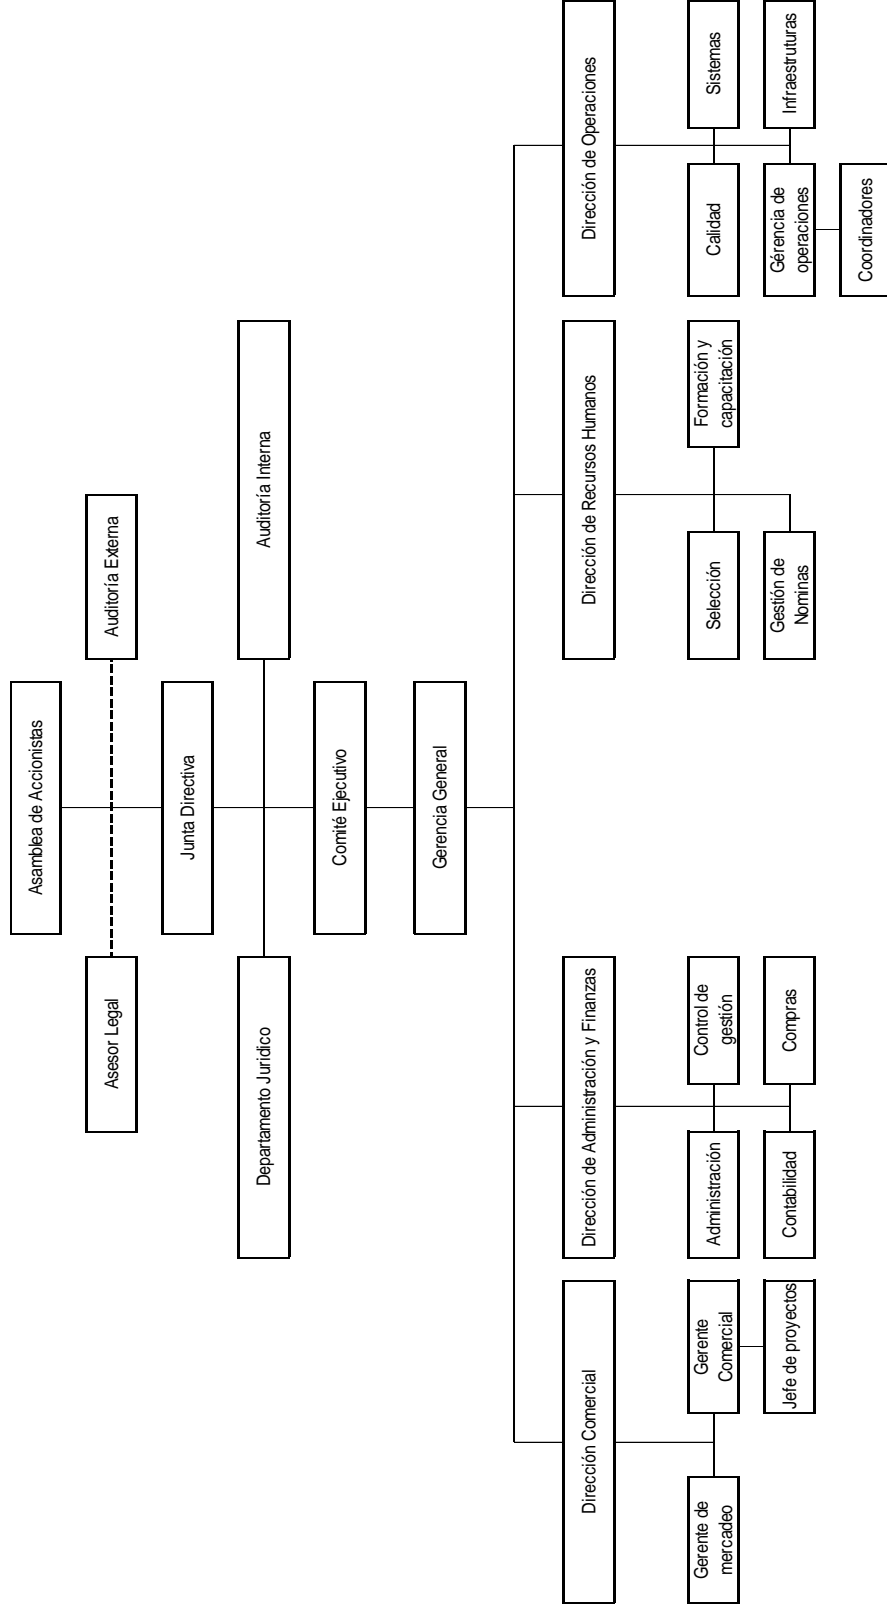 Asamblea de Accionistas
Asesor Legal
Auditoría Externa
Junta Directiva
Departamento Jurídico
Auditoría Interna
Comité Ejecutivo
Gerencia General
Dirección Comercial
Dirección de Administración y Finanzas
Dirección de Recursos Humanos
Dirección de Operaciones
Gerente de
mercadeo
Gerente
Comercial
Administración
Control de
gestión
Selección
Formación y
capacitación
Calidad
Sistemas
Jefe de proyectos
Contabilidad
Compras
Gestión de
Nominas
Gérencia de
operaciones
Infraestruturas
Coordinadores